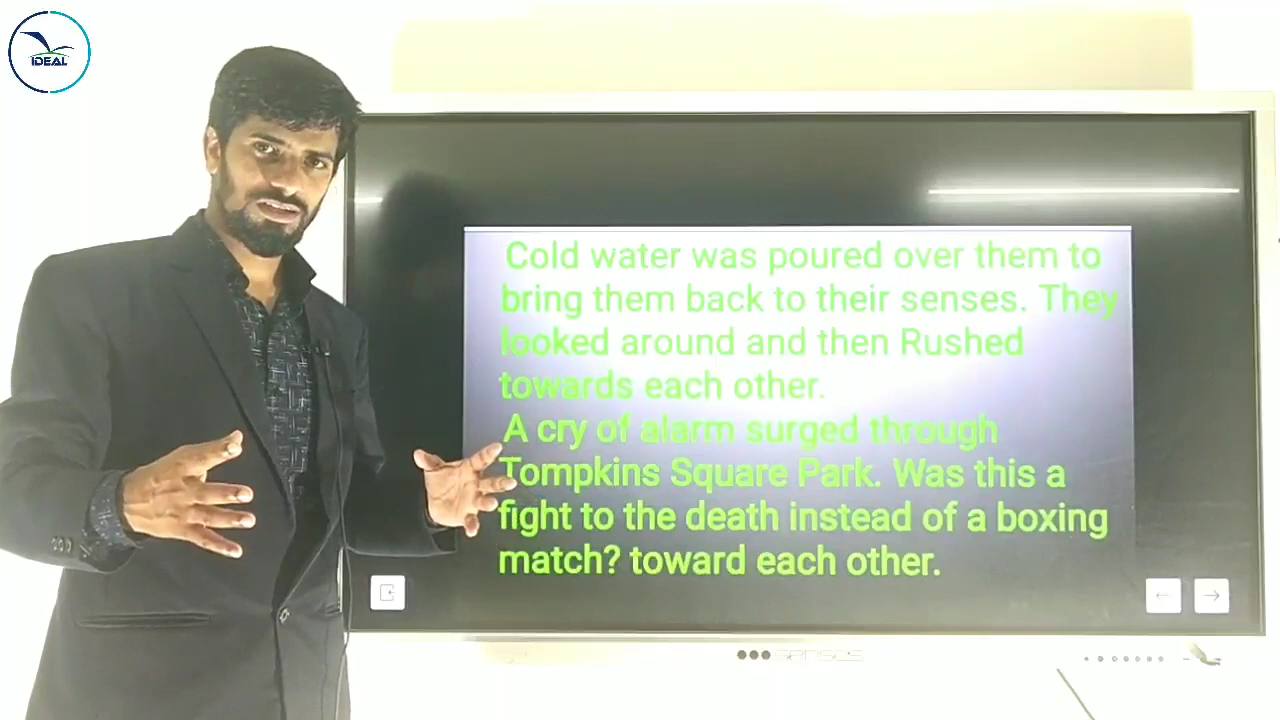 IDEAL
Cold water was poured over them to
bring them back to their senses. They
looked around and then Rushed
towards each other.
A cry of alarm surged through
Tompkins Square Park. Was this a
fight to the death instead of a boxing
match? toward each other.
senses